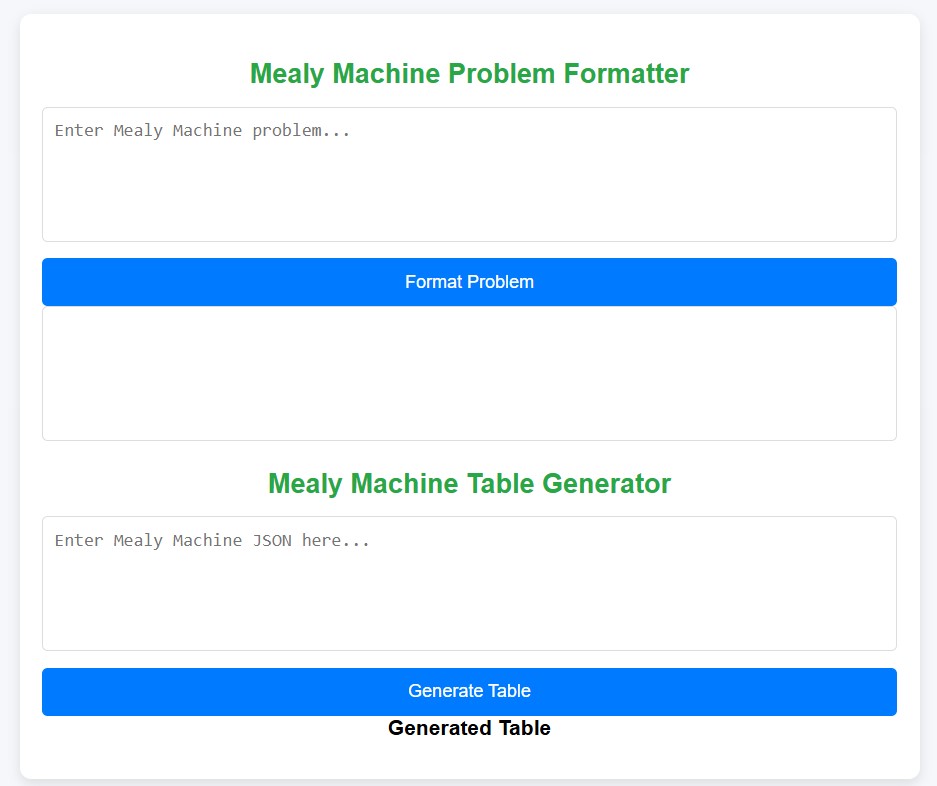 Mealy Machine Problem Formatter
Enter Mealy Machine problem...
Format Problem
Mealy Machine Table Generator
Enter Mealy Machine JSON here...
Generate Table
Generated Table